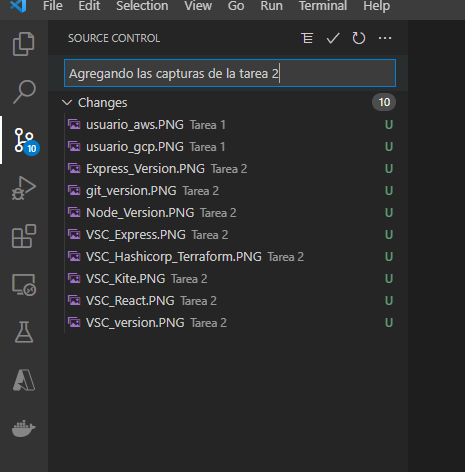 File Edit Selection View Go Run Terminal Help
SOURCE CONTROL
Agregando las capturas de la tarea 2
Changes 10
usuario_aws.PNG Tarea 1 U
usuario_gcp.PNG Tarea 1 U
Express_Version.PNG Tarea 2 U
git_version.PNG Tarea 2 U
10
Node_Version.PNG Tarea 2 U
VSC_Express.PNG Tarea 2 U
VSC_Hashicorp_Terraform.PNG Tarea 2 U
VSC_Kite.PNG Tarea 2 U
VSC_React.PNG Tarea 2 U
VSC_version.PNG Tarea 2 U